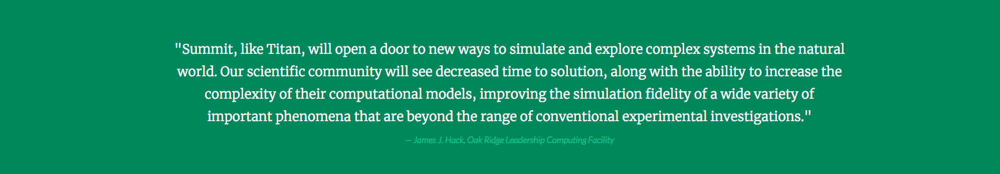 "Summit, like Titan, will open a door to new ways to simulate and explore complex systems in the natural
world. Our scientific community will see decreased time to solution, along with the ability to increase the
complexity of their computational models, improving the simulation fidelity of a wide variety of
important phenomena that are beyond the range of conventional experimental investigations."
— James J. Hack, Oak Ridge Leadership Computing Facility